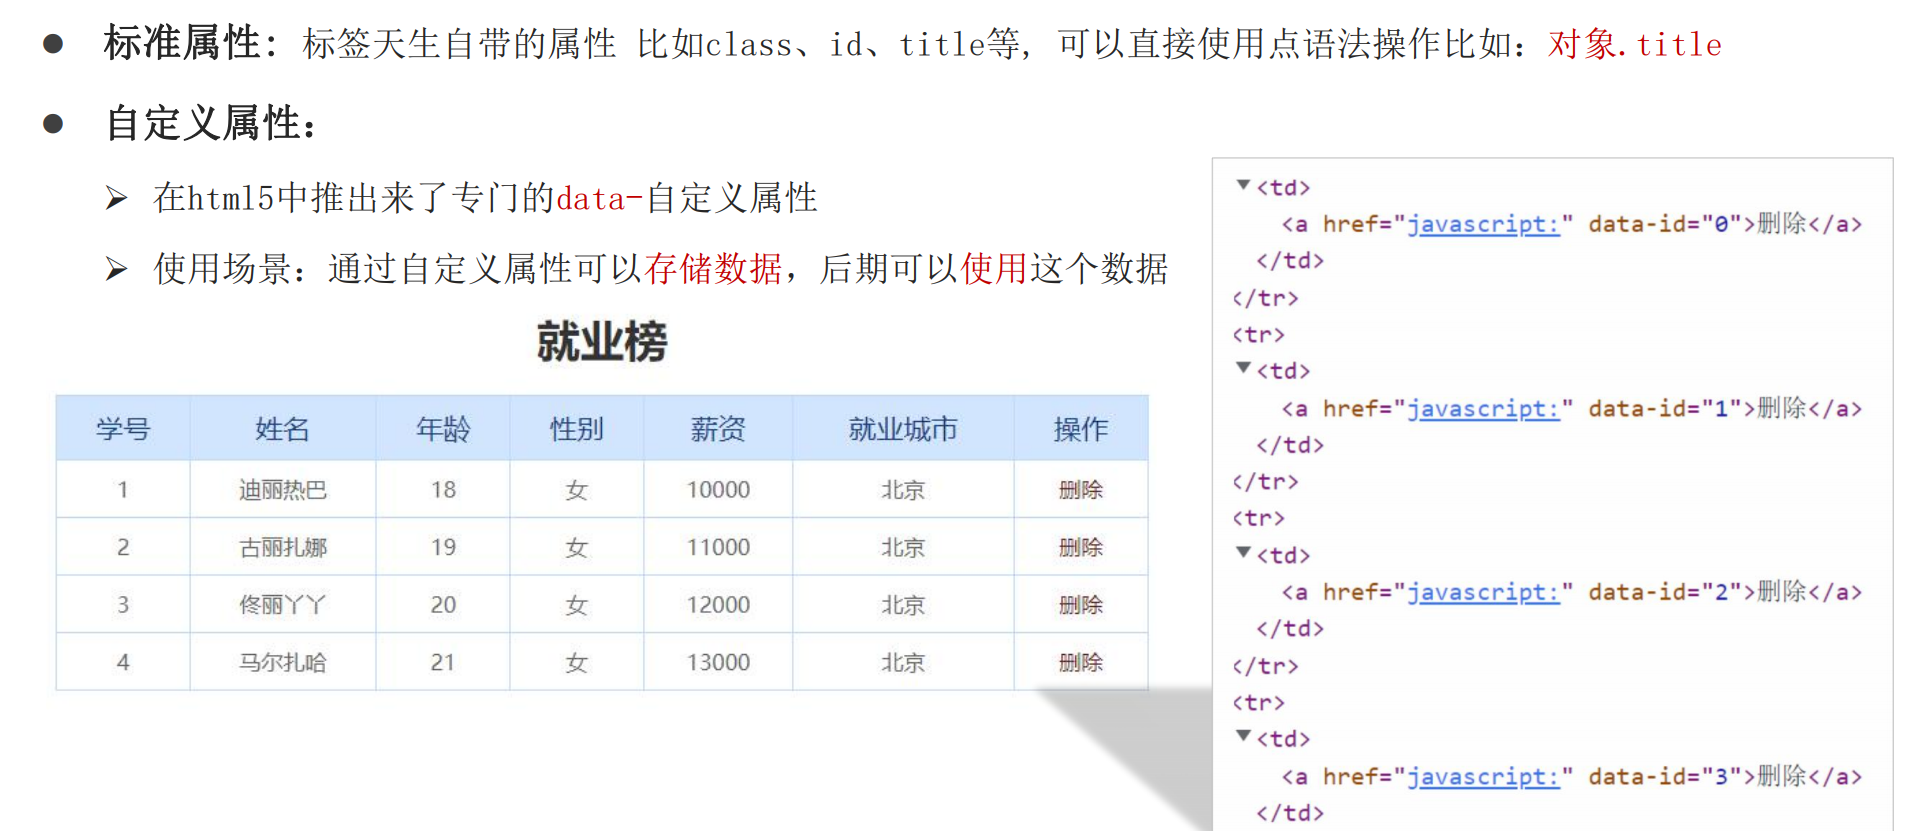 ● 标准属性: 标签天生自带的属性 比如class、id、title等, 可以直接使用点语法操作比如: 对象.title
● 自定义属性:
➢ 在html5中推出来了专门的data-自定义属性
➢ 使用场景: 通过自定义属性可以存储数据, 后期可以使用这个数据
就业榜
学号 姓名 年龄 性别 薪资 就业城市 操作
1 迪丽热巴 18 女 10000 北京 删除
2 古丽扎娜 19 女 11000 北京 删除
3 佟丽丫丫 20 女 12000 北京 删除
4 马尔扎哈 21 女 13000 北京 删除
▼<td>
<a href="javascript:" data-id="0">删除</a>
</td>
</tr>
<tr>
▼<td>
<a href="javascript:" data-id="1">删除</a>
</td>
</tr>
<tr>
▼<td>
<a href="javascript:" data-id="2">删除</a>
</td>
</tr>
<tr>
▼<td>
<a href="javascript:" data-id="3">删除</a>
</td>